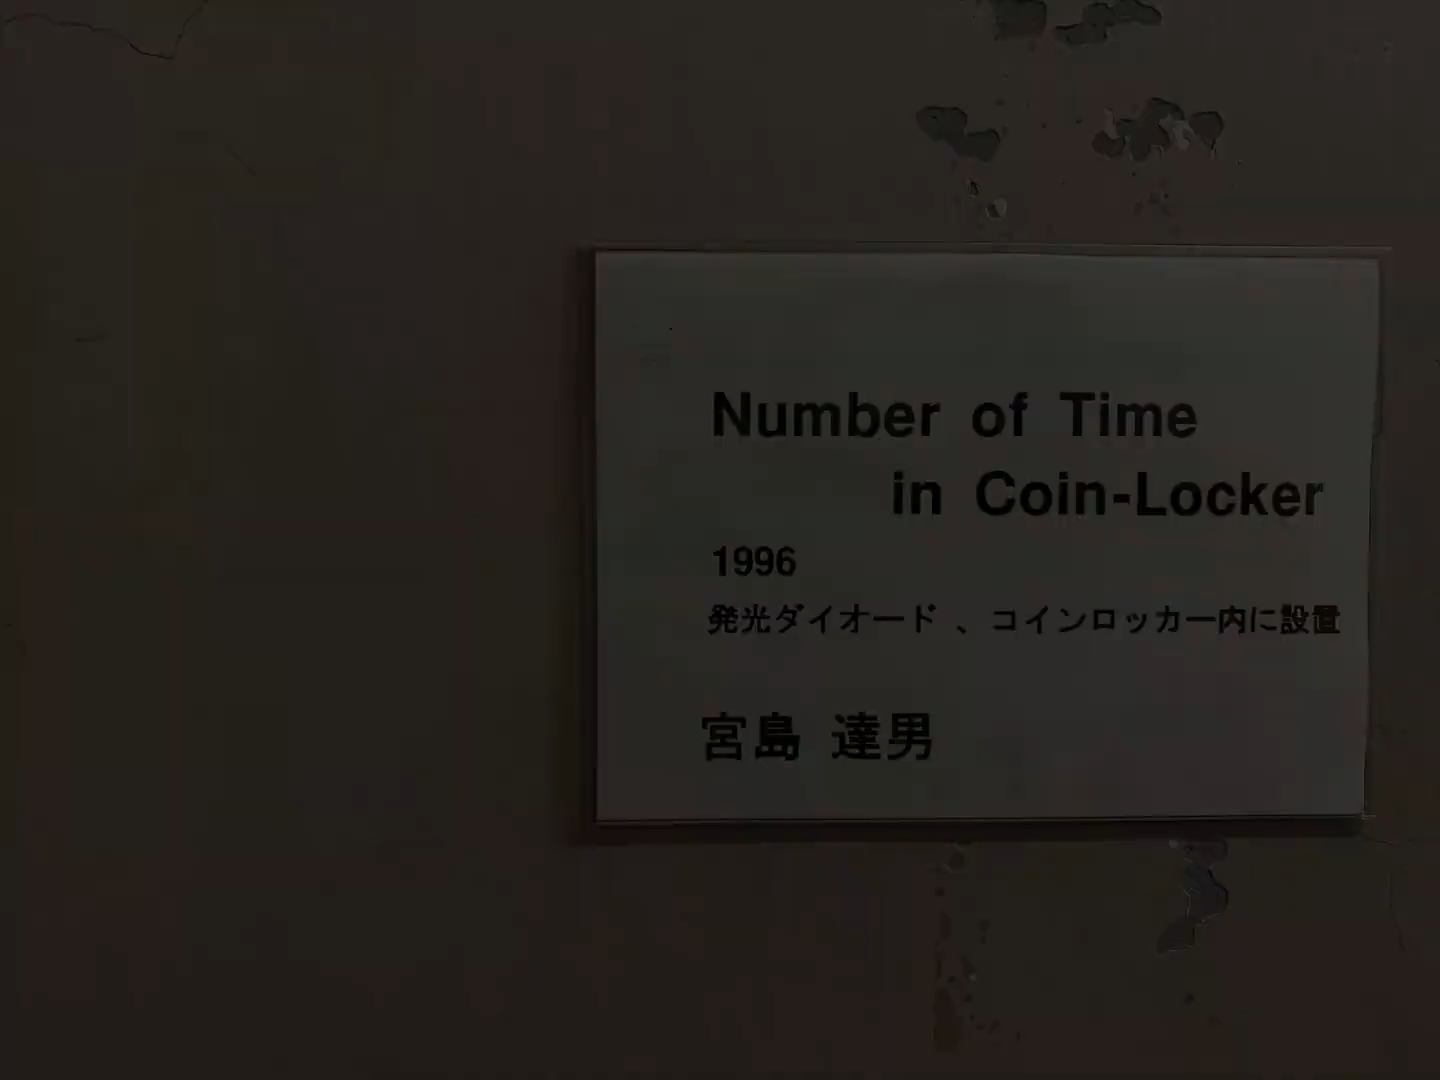 Number of Time
in Coin-Locker
1996
発光ダイオード 、コインロッカー内に設置
宮島 達男